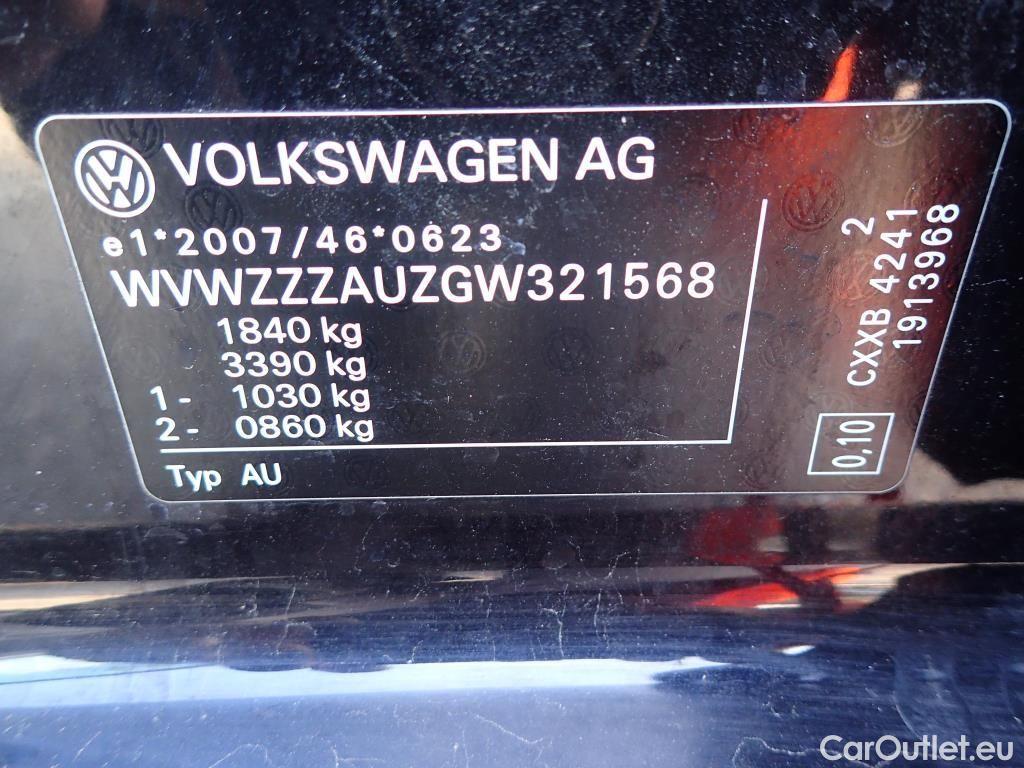 VOLKSWAGEN AG
e1*2007/46*0623
WVWZZZAUZGW321568
1840 kg
3390 kg
1- 1030 kg
2- 0860 kg
Typ AU
2
CXXB 4241
1913968
0,10
CarOutlet.eu